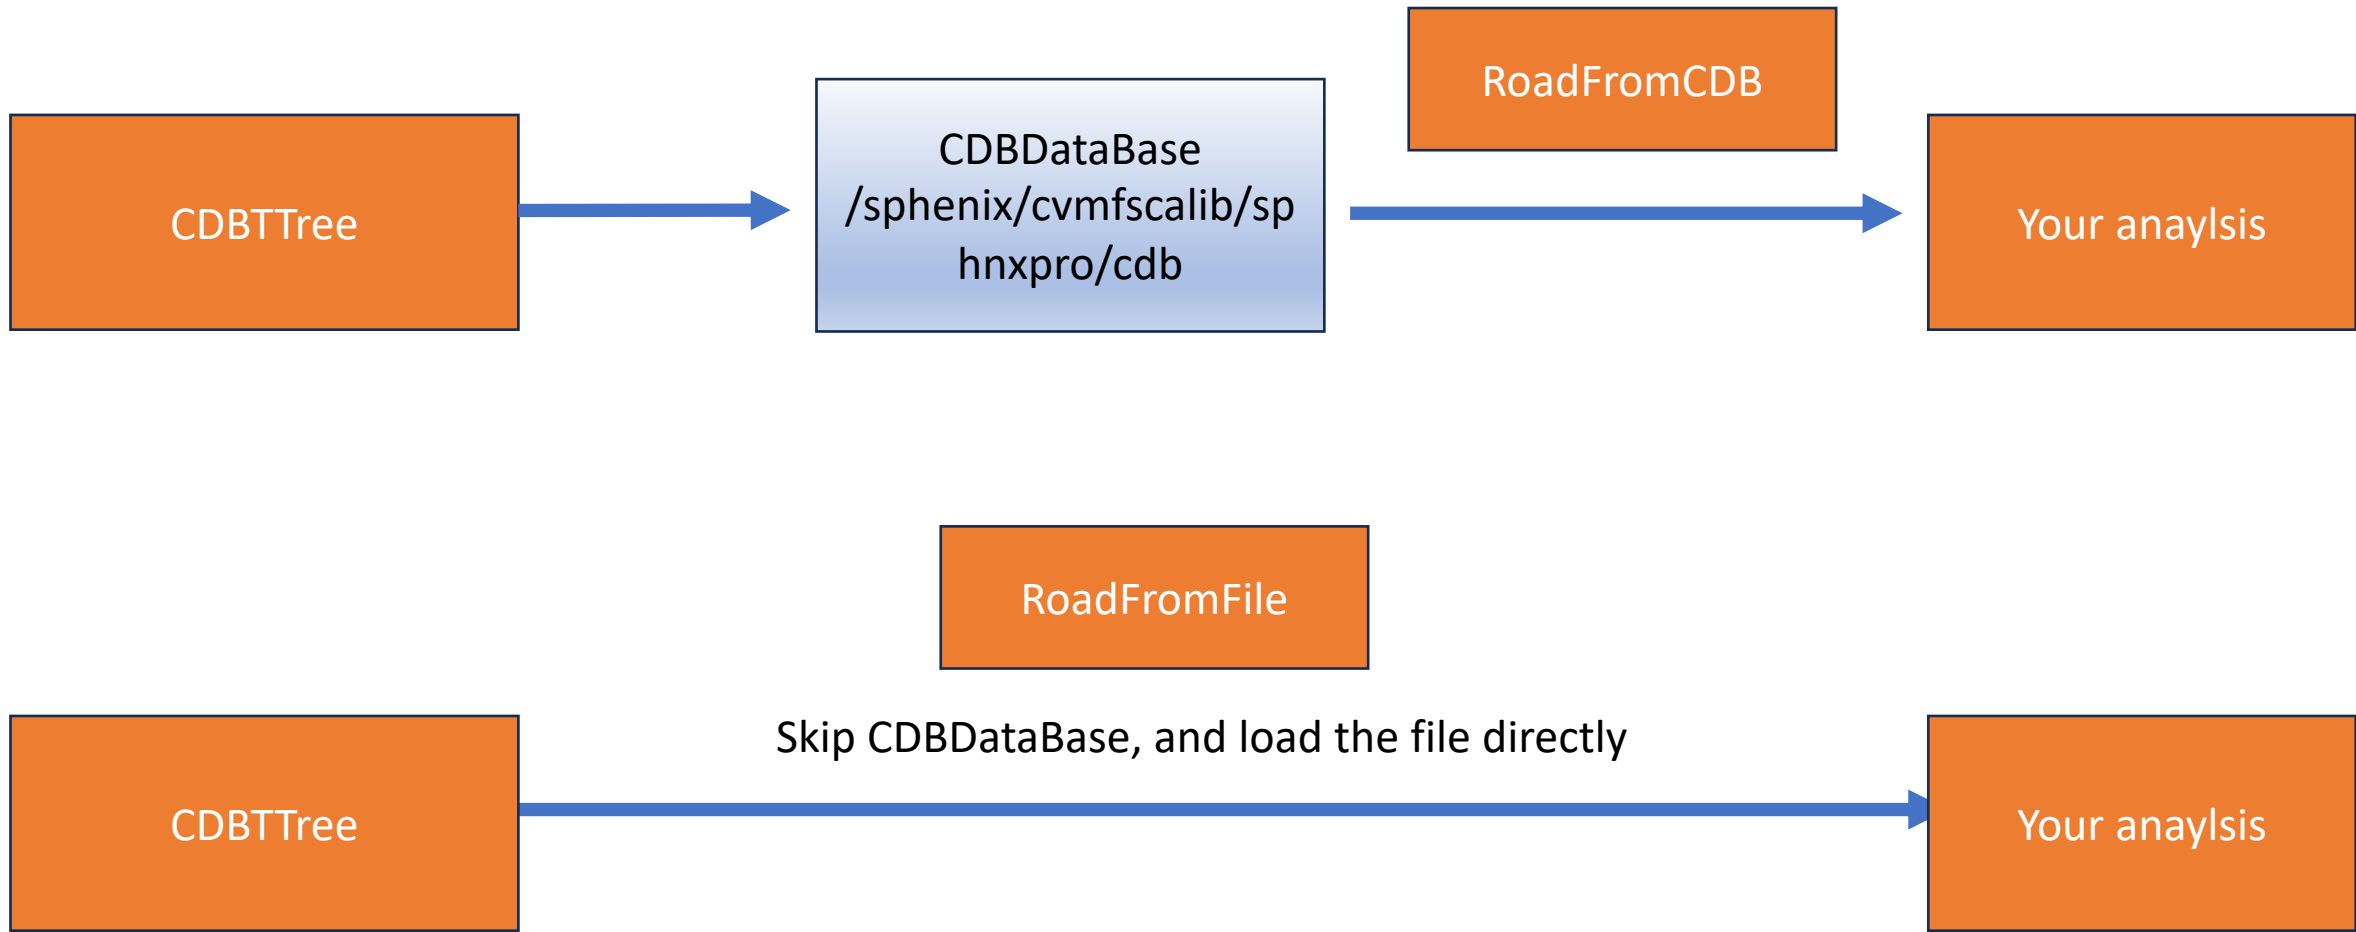 RoadFromCDB
CDBTTree
CDBDataBase
/sphenix/cvmfscalib/sp
hnxpro/cdb
Your anaylsis
RoadFromFile
Skip CDBDataBase, and load the file directly
CDBTTree
Your anaylsis